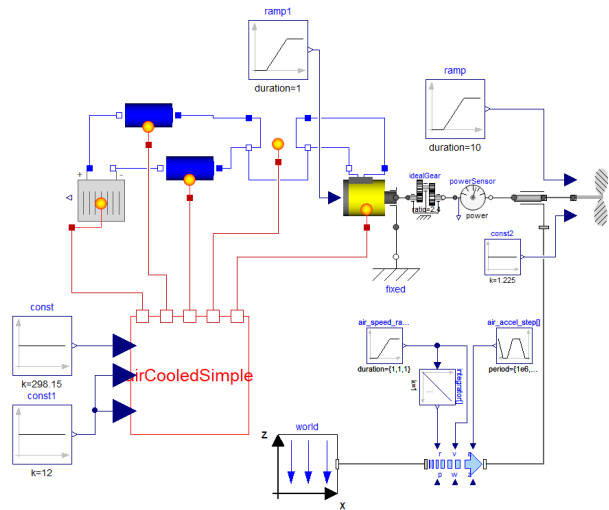 ramp1
duration=1
ramp
duration=10
+
-
idealGear
ratio=2.4
powerSensor
power
const2
k=1.225
fixed
const
k=298.15
const1
k=12
airCooledSimple
air_speed_ra...
duration={1,1,1}
air_accel_step[]
period={1e6,...
integrator[]
k=1
world
z
x
r
v
a
p
w
z